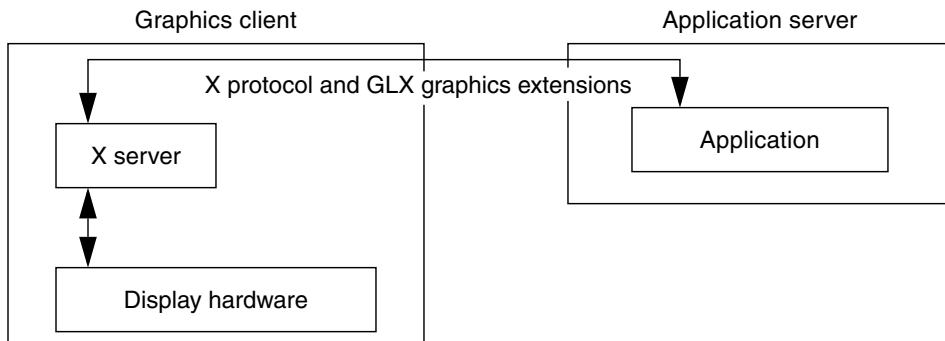 Graphics client
Application server
X protocol and GLX graphics extensions
Application
X server
Display hardware